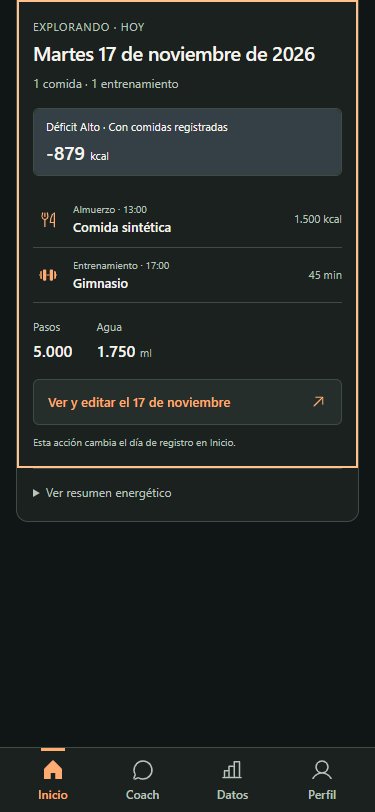 EXPLORANDO · HOY
Martes 17 de noviembre de 2026
1 comida · 1 entrenamiento
Déficit Alto · Con comidas registradas
-879 kcal
Almuerzo · 13:00
Comida sintética
1.500 kcal
Entrenamiento · 17:00
Gimnasio
45 min
Pasos
Agua
5.000
1.750 ml
Ver y editar el 17 de noviembre
Esta acción cambia el día de registro en Inicio.
Ver resumen energético
Inicio
Coach
Datos
Perfil